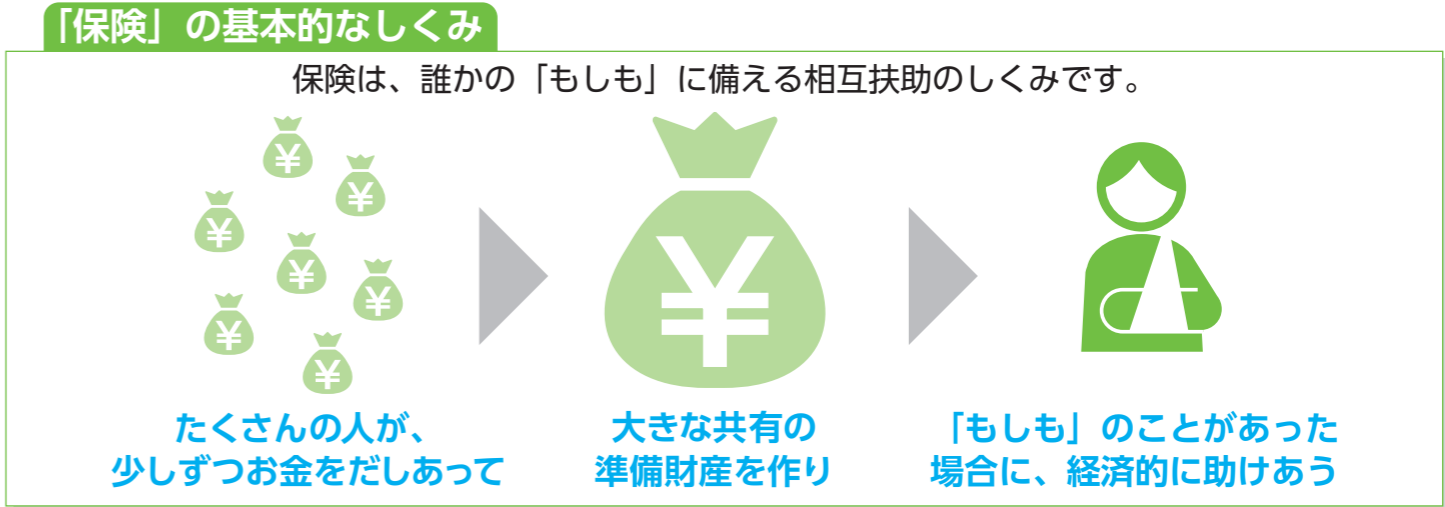 「保険」の基本的なしくみ
保険は、誰かの「もしも」に備える相互扶助のしくみです。
¥
¥
¥
¥
¥
¥
¥
¥
たくさんの人が、
少しずつお金をだしあって
大きな共有の
準備財産を作り
「もしも」のことがあった
場合に、経済的に助けあう